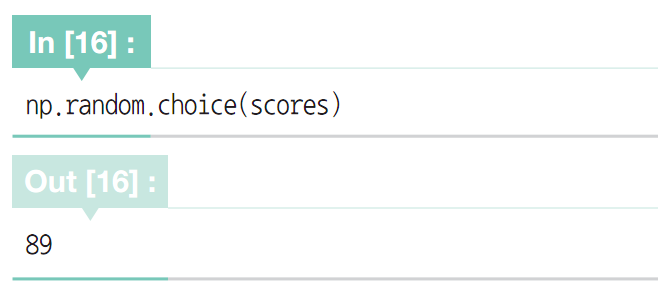 In [16] :
np.random.choice(scores)
Out [16] :
89